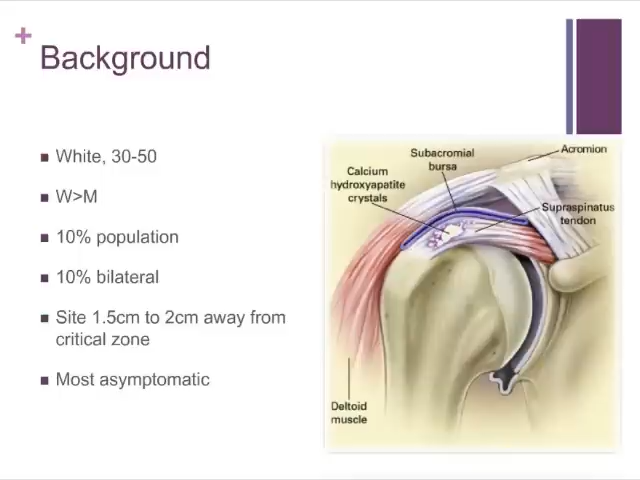 +
Background
White, 30-50
W>M
10% population
10% bilateral
Site 1.5cm to 2cm away from
critical zone
Most asymptomatic
Subacromial
bursa
Acromion
Calcium
hydroxyapatite
crystals
Supraspinatus
tendon
Deltoid
muscle